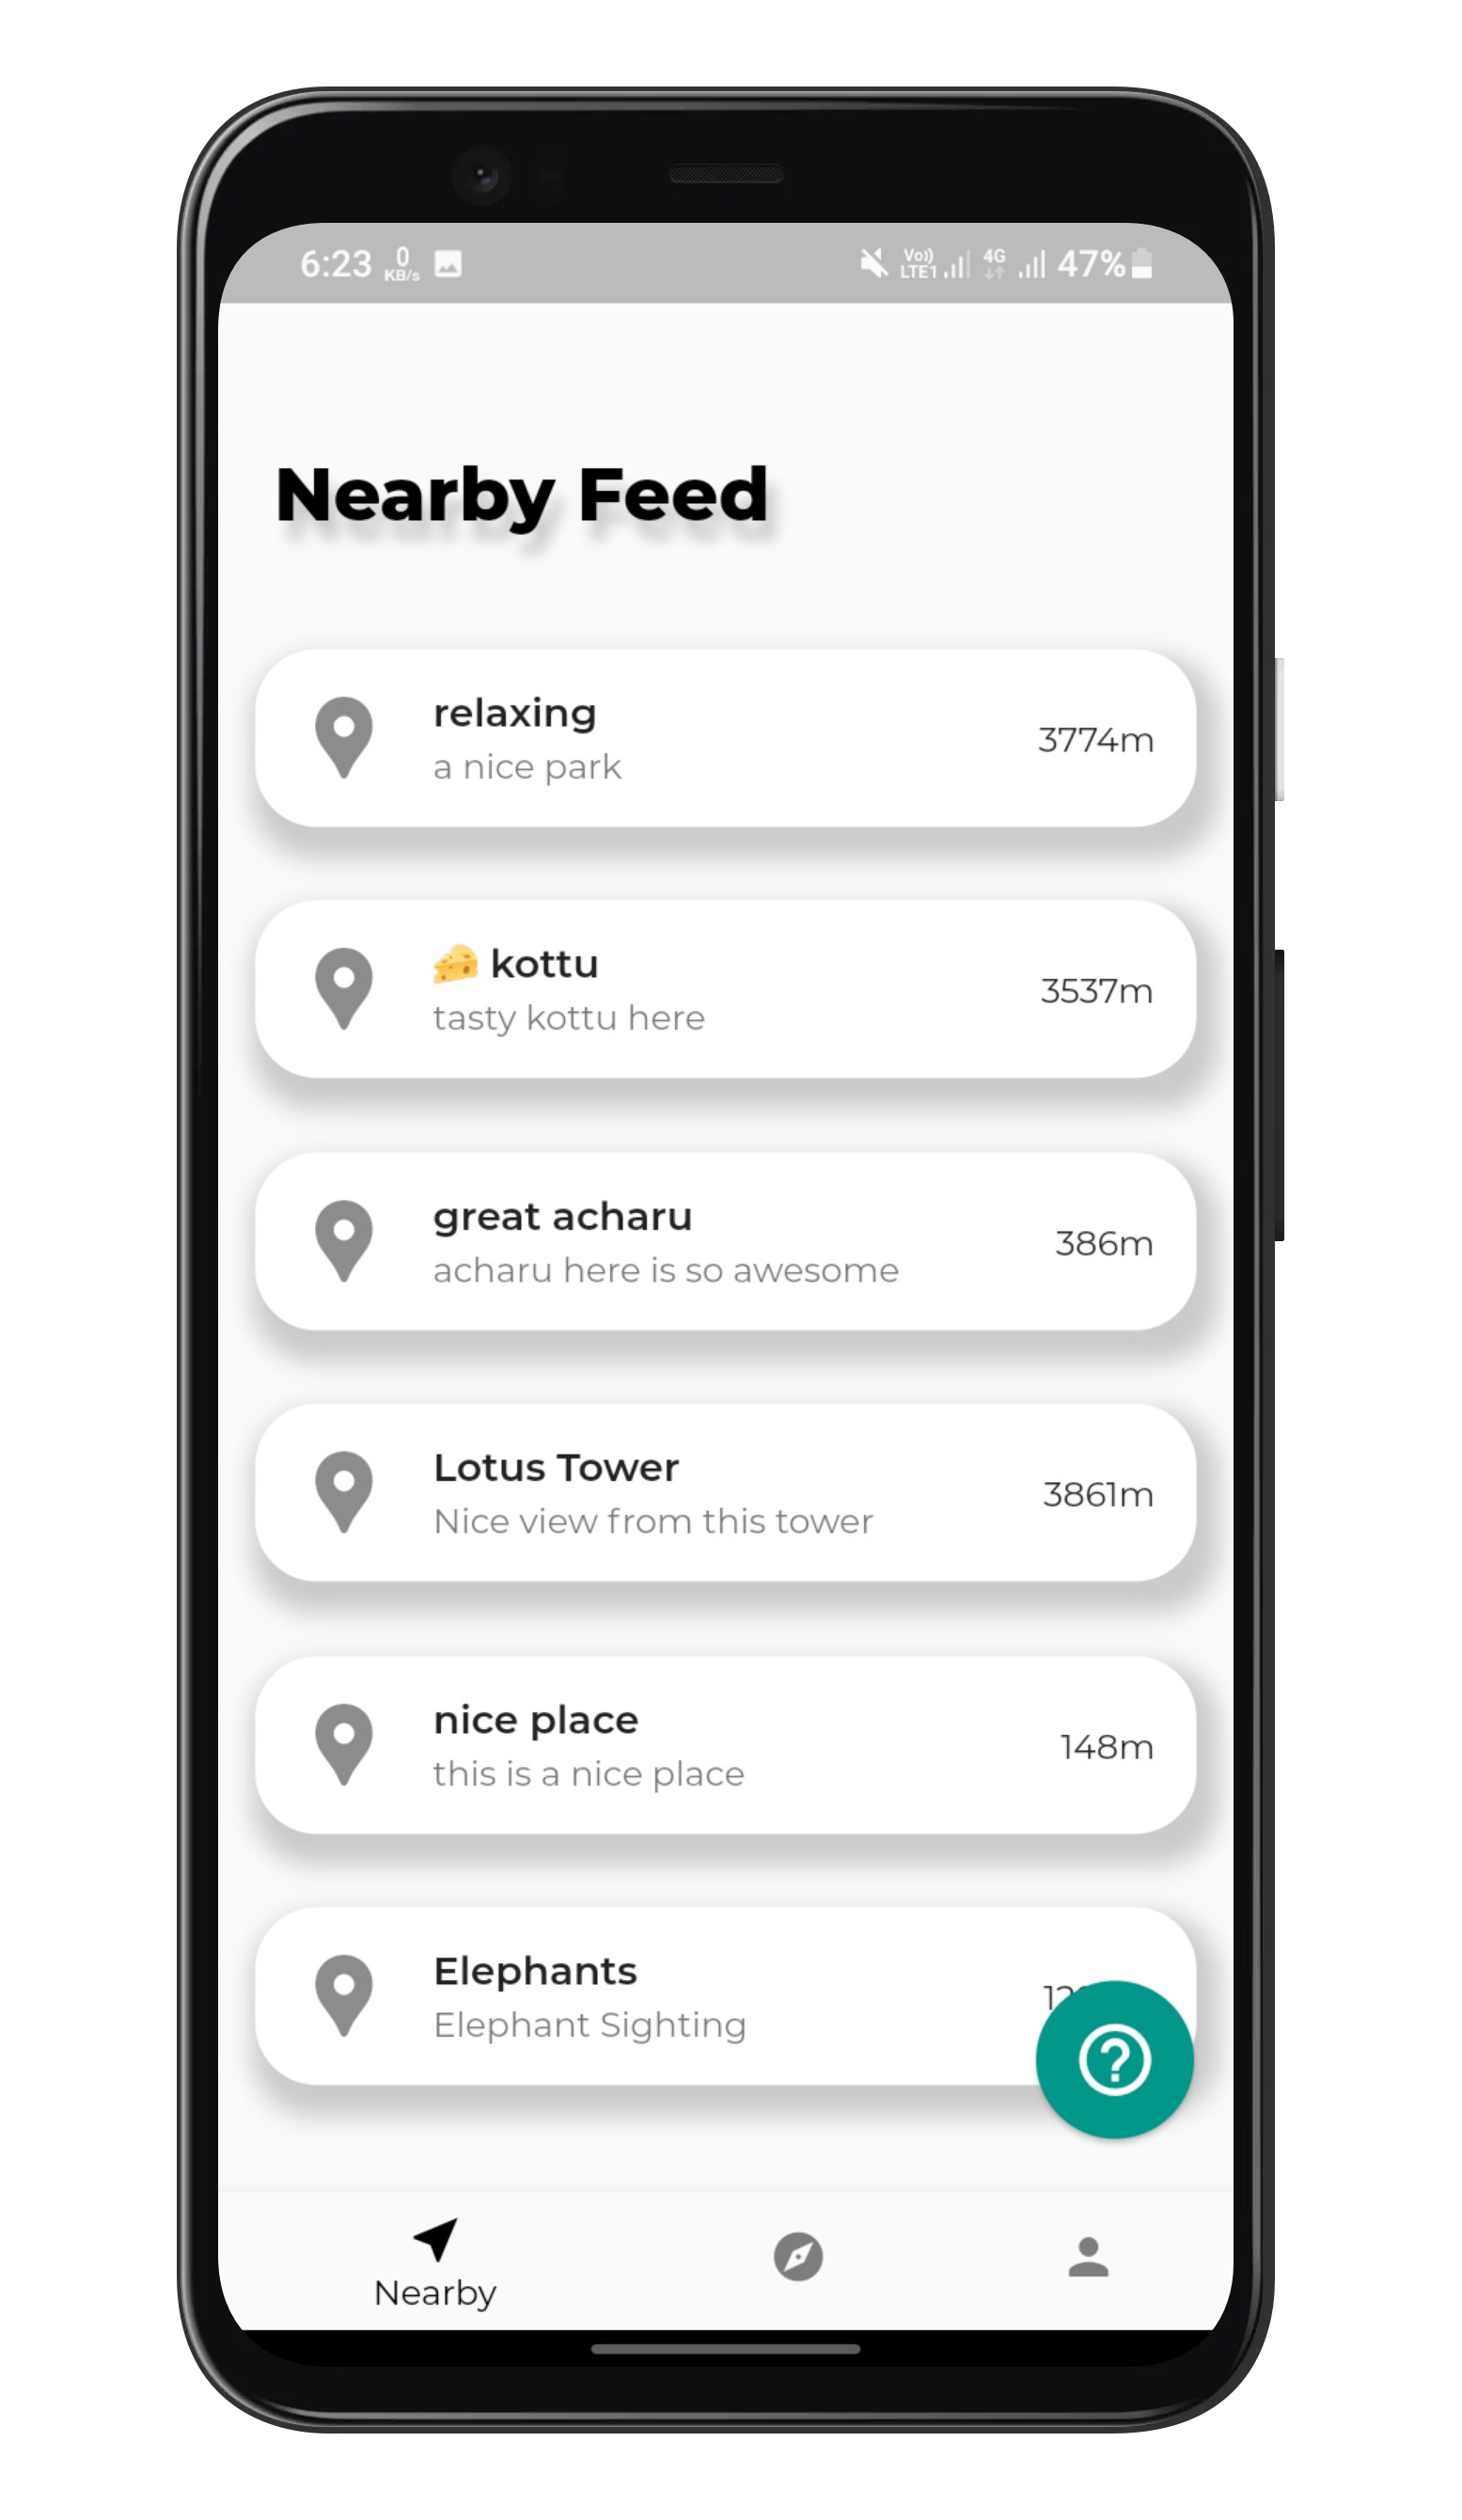 6:23 0 KB/s Vo)) LTE1 4G 47%
Nearby Feed
relaxing
a nice park
3774m
🧀 kottu
tasty kottu here
3537m
great acharu
acharu here is so awesome
386m
Lotus Tower
Nice view from this tower
3861m
nice place
this is a nice place
148m
Elephants
Elephant Sighting
Nearby